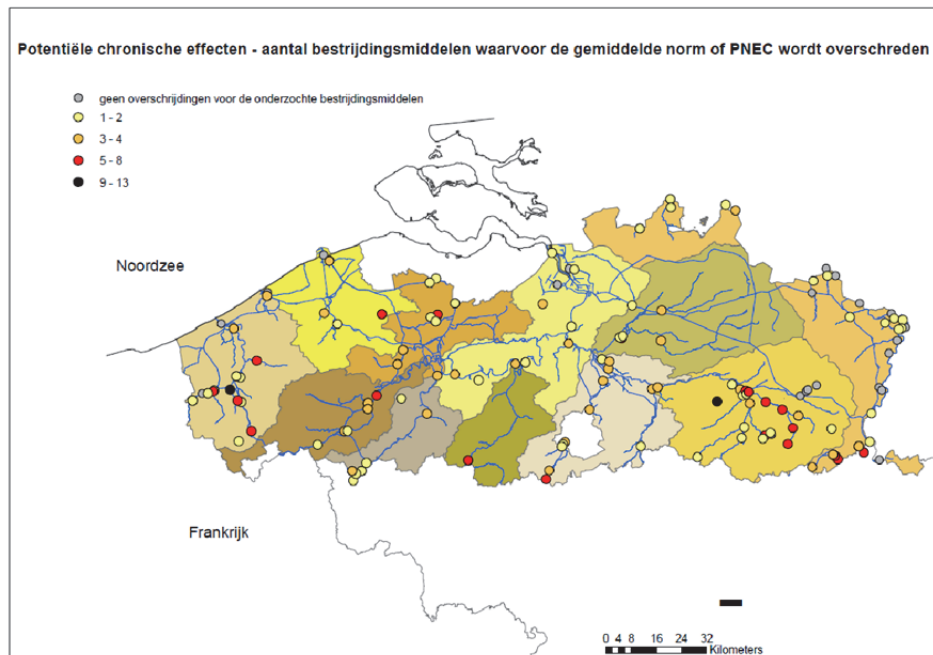 Potentiële chronische effecten - aantal bestrijdingsmiddelen waarvoor de gemiddelde norm of PNEC wordt overschreden
geen overschrijdingen voor de onderzochte bestrijdingsmiddelen
1 - 2
3 - 4
5 - 8
9 - 13
Noordzee
Frankrijk
0 4 8 16 24 32
Kilometers